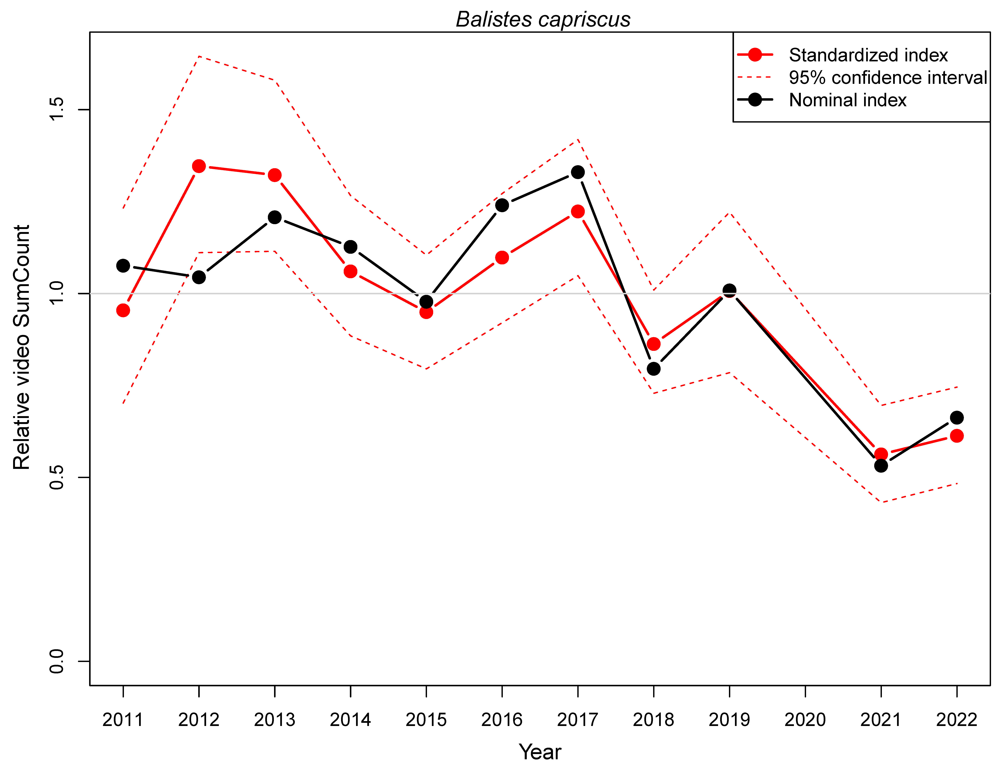 Balistes capriscus
Standardized index
95% confidence interval
Nominal index
Relative video SumCount
1.5
1.0
0.5
0.0
2011 2012 2013 2014 2015 2016 2017 2018 2019 2020 2021 2022
Year